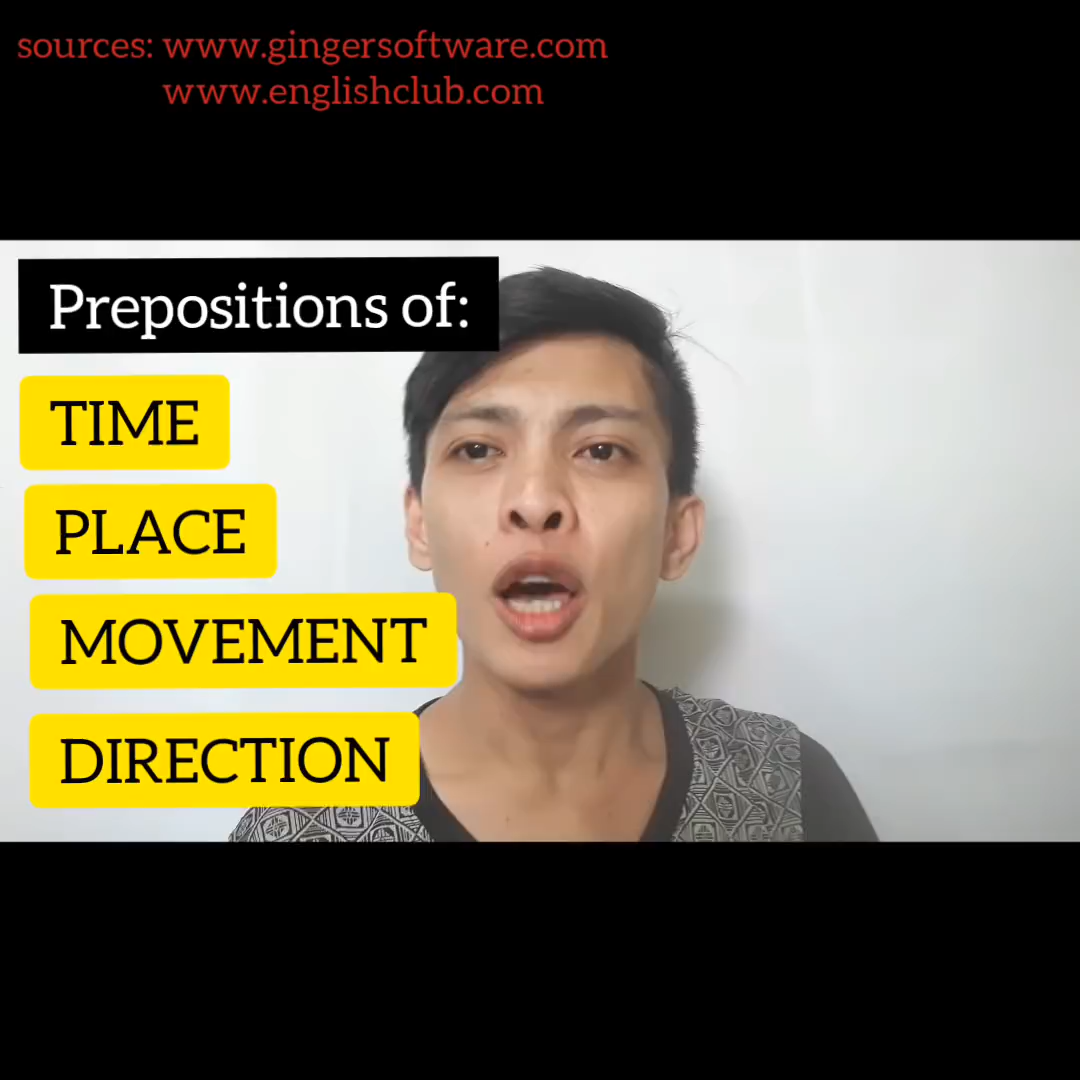 sources: www.gingersoftware.com
www.englishclub.com
Prepositions of:
TIME
PLACE
MOVEMENT
DIRECTION